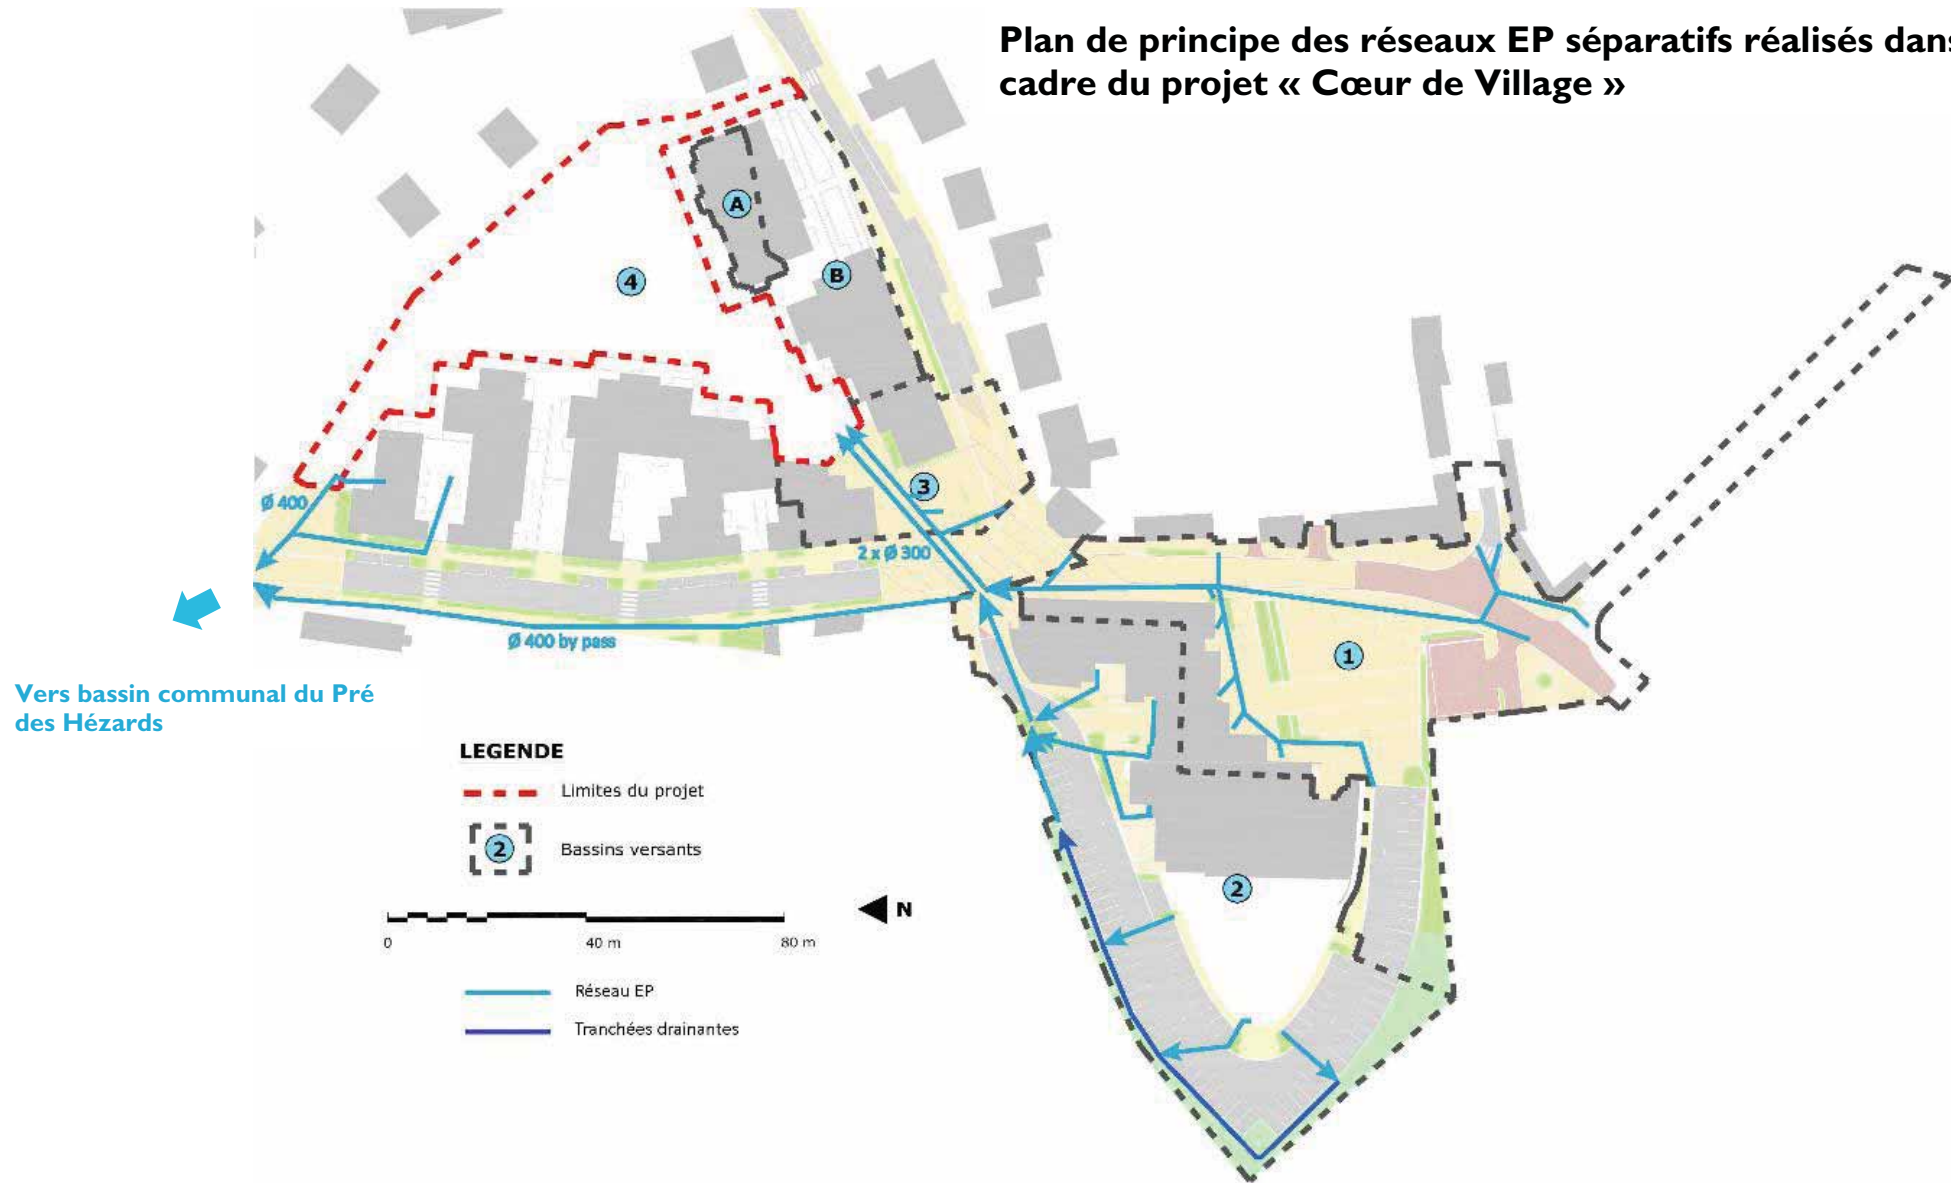 Plan de principe des réseaux EP séparatifs réalisés dans
cadre du projet « Cœur de Village »
A
B
4
3
Ø 400
2 x Ø 300
Ø 400 by pass
1
2
Vers bassin communal du Pré
des Hézards
LEGENDE
Limites du projet
2
Bassins versants
N
0
40 m
80 m
Réseau EP
Tranchées drainantes